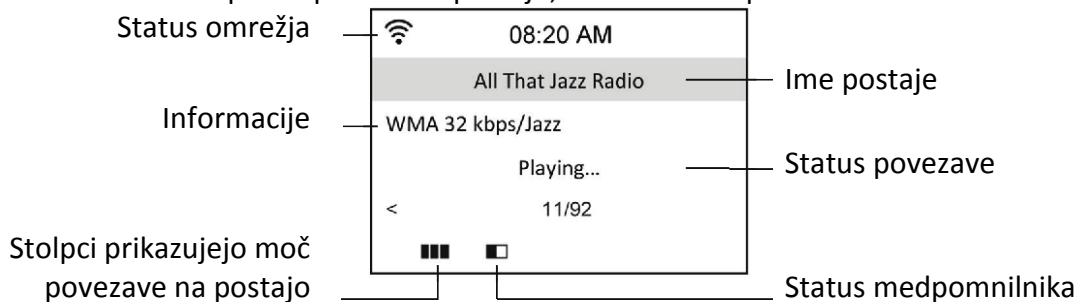 Status omrežja
08:20 AM
All That Jazz Radio
Ime postaje
Informacije
WMA 32 kbps/Jazz
Playing...
Status povezave
< 11/92
Stolpci prikazujejo moč
povezave na postajo
Status medpomnilnika